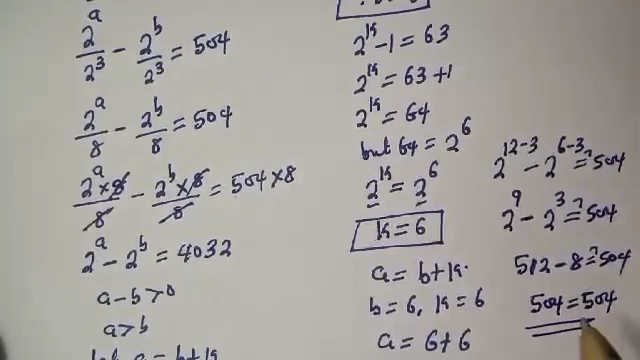 2^a/2^3 - 2^b/2^3 = 504
2^a/8 - 2^b/8 = 504
2^a×8/8 - 2^b×8/8 = 504×8
2^a - 2^b = 4032
a-b>0
a>b
let a = b+k
2^k - 1 = 63
2^k = 63+1
2^k = 64
but 64 = 2^6
2^k = 2^6
k = 6
a = b+k.
b = 6, k = 6
a = 6+6
2^12-3 - 2^6-3 =? 504
2^9 - 2^3 =? 504
512 - 8 =? 504
504 = 504